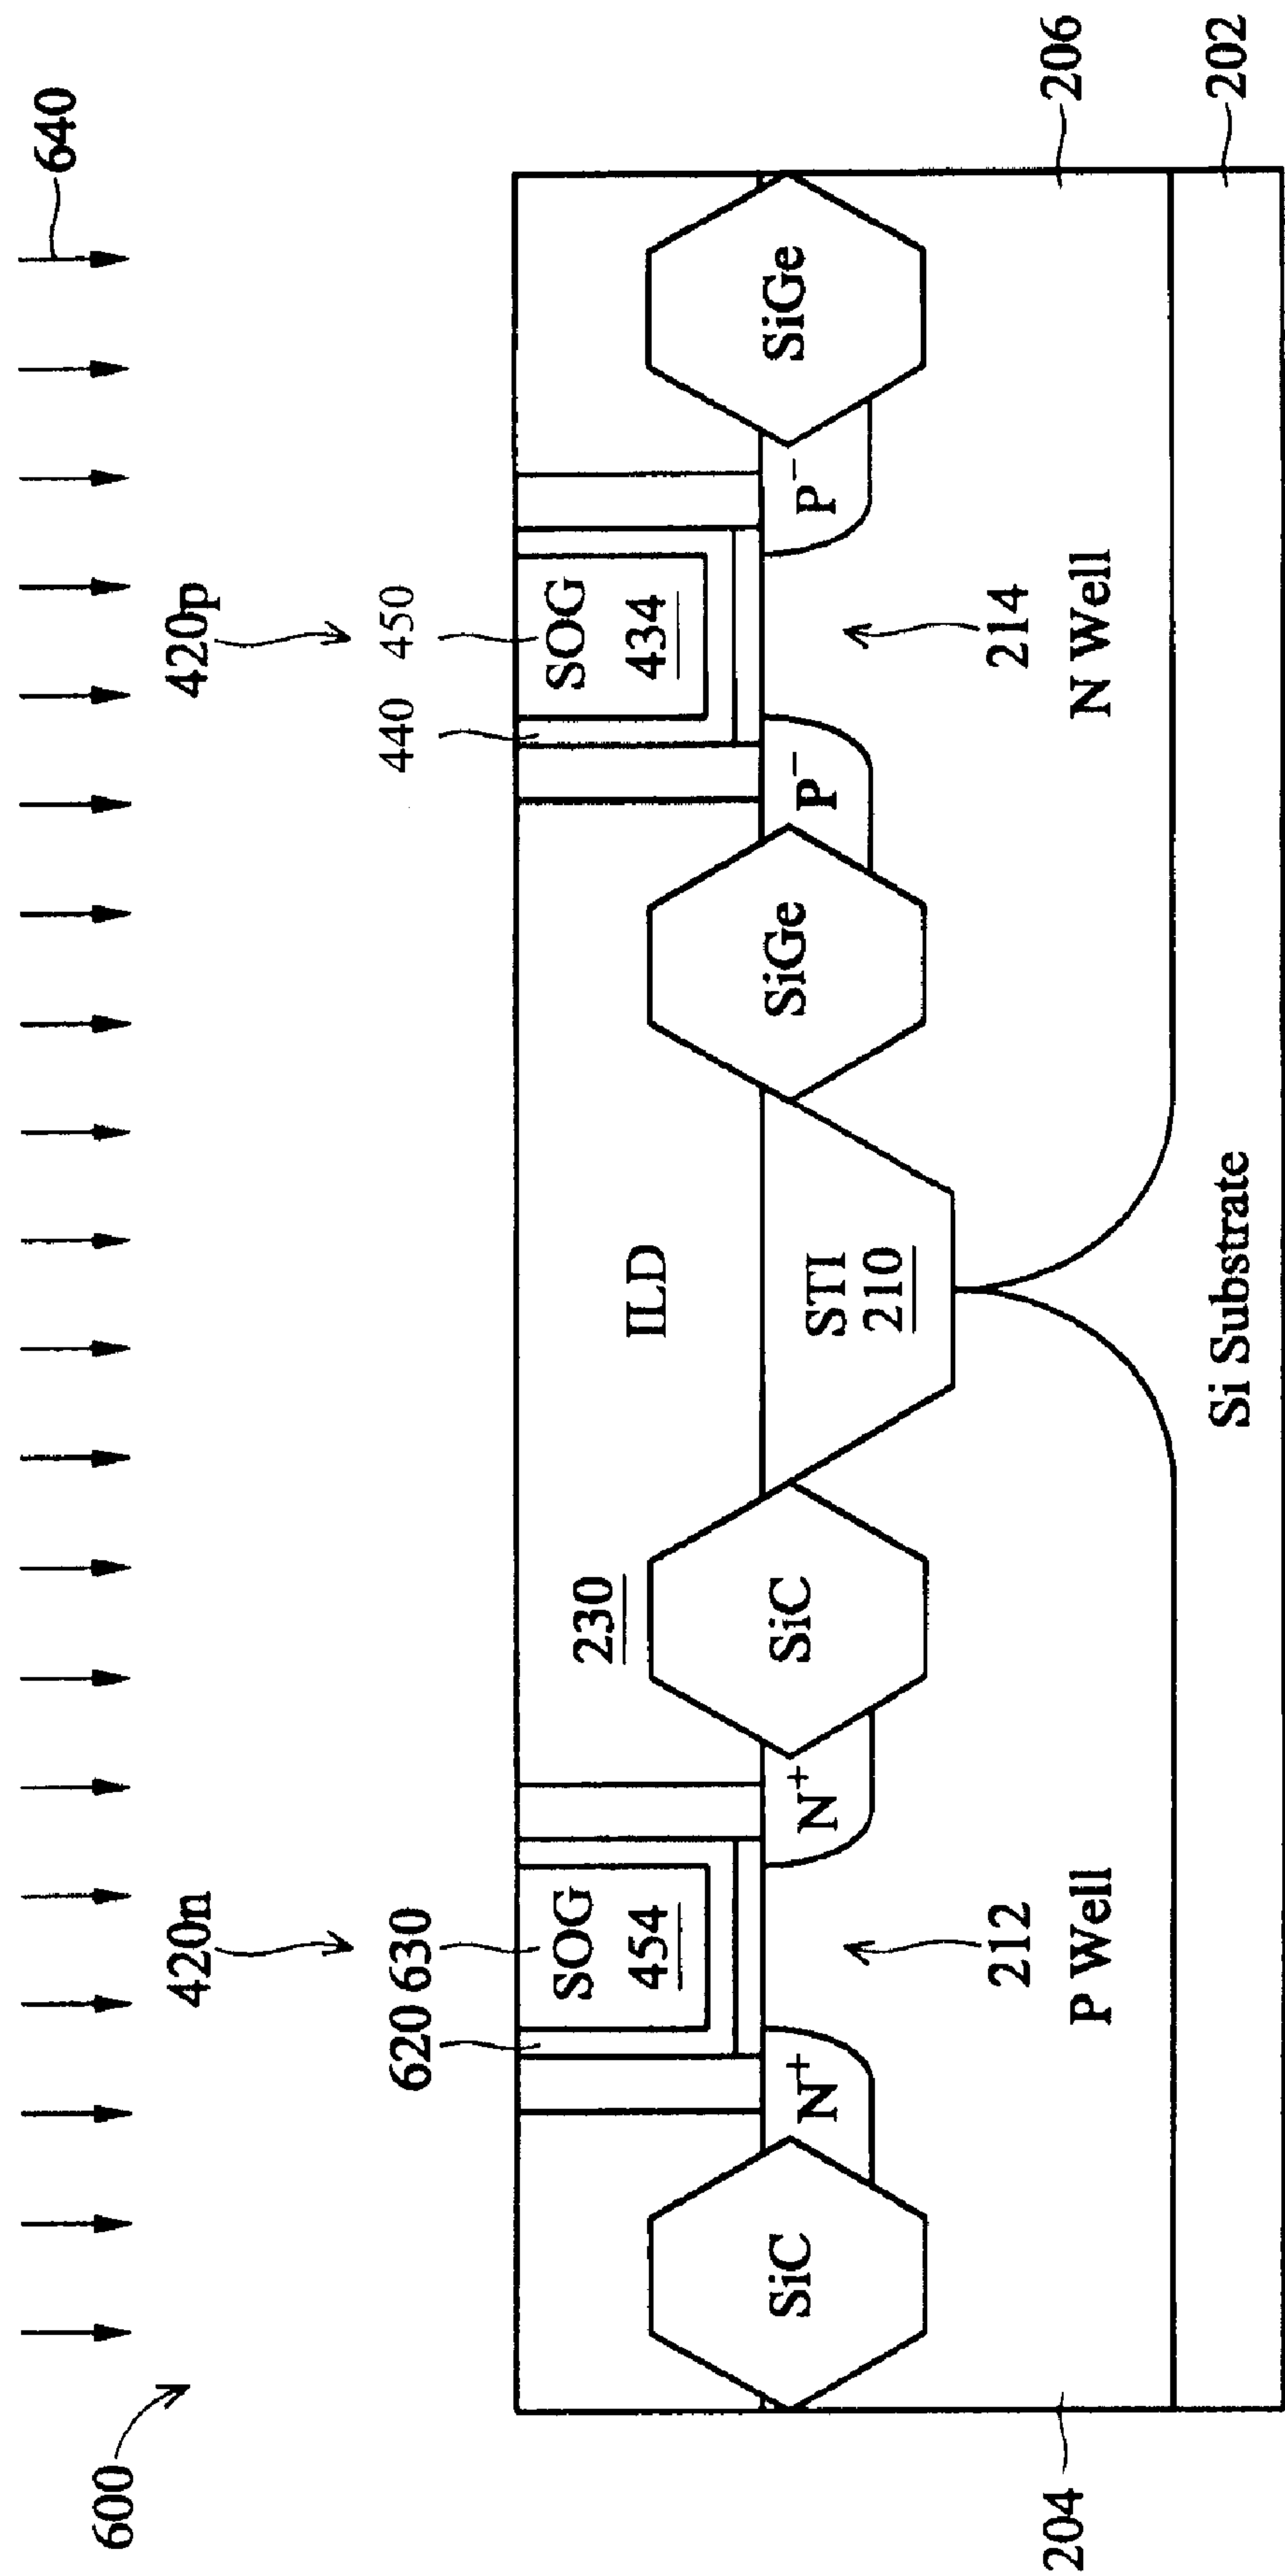 600
640
420n
420p
620
630
440
450
SOG
454
SOG
434
230
ILD
SiC
N+
N+
SiC
STI
210
SiGe
P−
P−
SiGe
212
214
P Well
N Well
204
206
Si Substrate
202